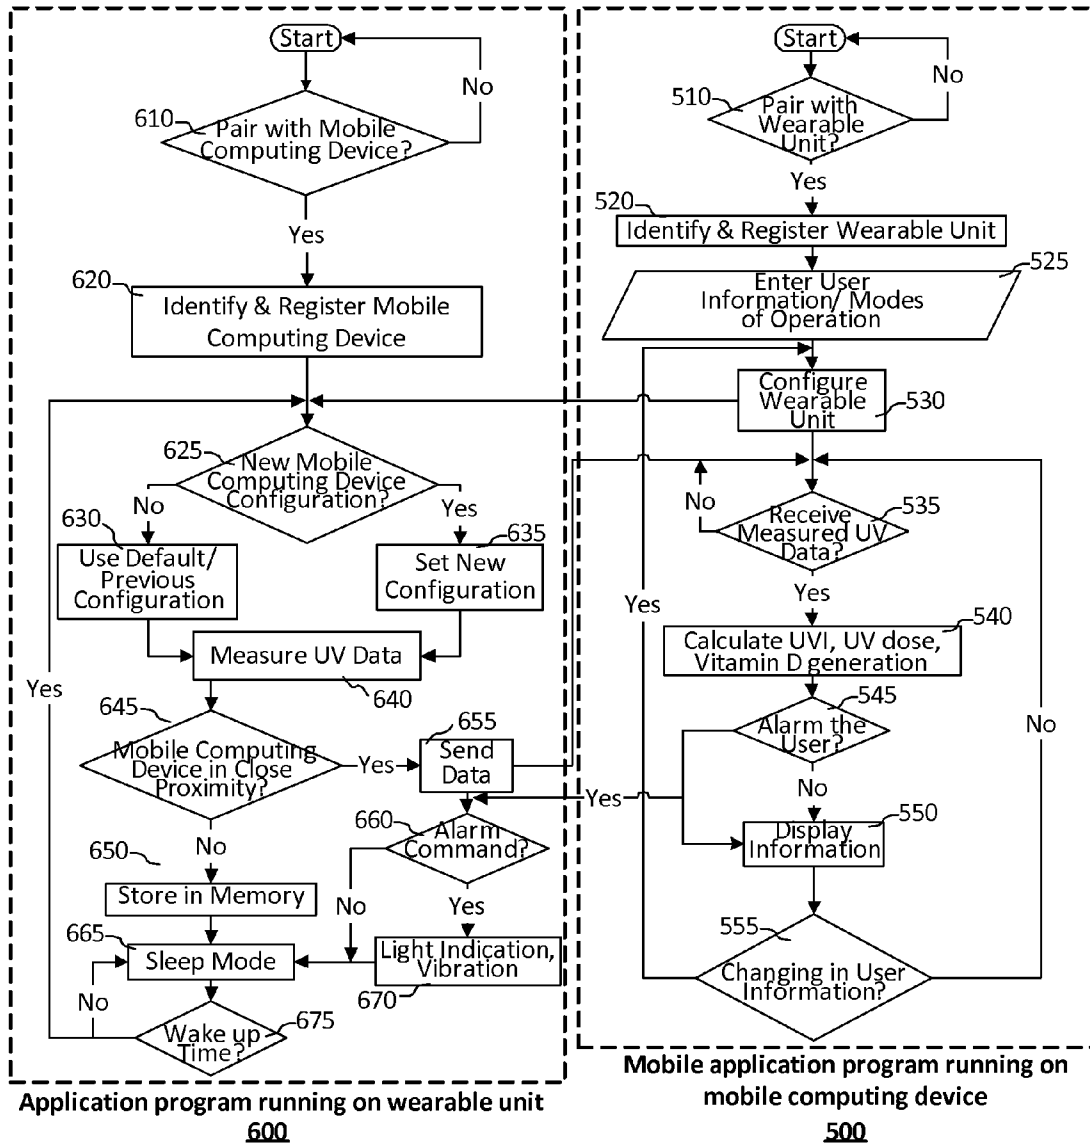 Start
No
610
Pair with Mobile
Computing Device?
Yes
620
Identify & Register Mobile
Computing Device
625
New Mobile
Computing Device
Configuration?
No
Yes
630
Use Default/
Previous
Configuration
635
Set New
Configuration
Measure UV Data
640
Yes
645
Mobile Computing
Device in Close
Proximity?
Yes
655
Send
Data
No
660
Alarm
Command?
650
Store in Memory
No
Yes
665
Sleep Mode
Light Indication,
Vibration
670
No
Wake up
Time?
675
Application program running on wearable unit
600
Start
No
510
Pair with
Wearable
Unit?
Yes
520
Identify & Register Wearable Unit
525
Enter User
Information/ Modes
of Operation
Configure
Wearable
Unit
530
No
535
Receive
Measured UV
Data?
Yes
Yes
540
Calculate UVI, UV dose,
Vitamin D generation
545
Alarm the
User?
No
Yes
No
550
Display
Information
555
Changing in User
Information?
Mobile application program running on
mobile computing device
500